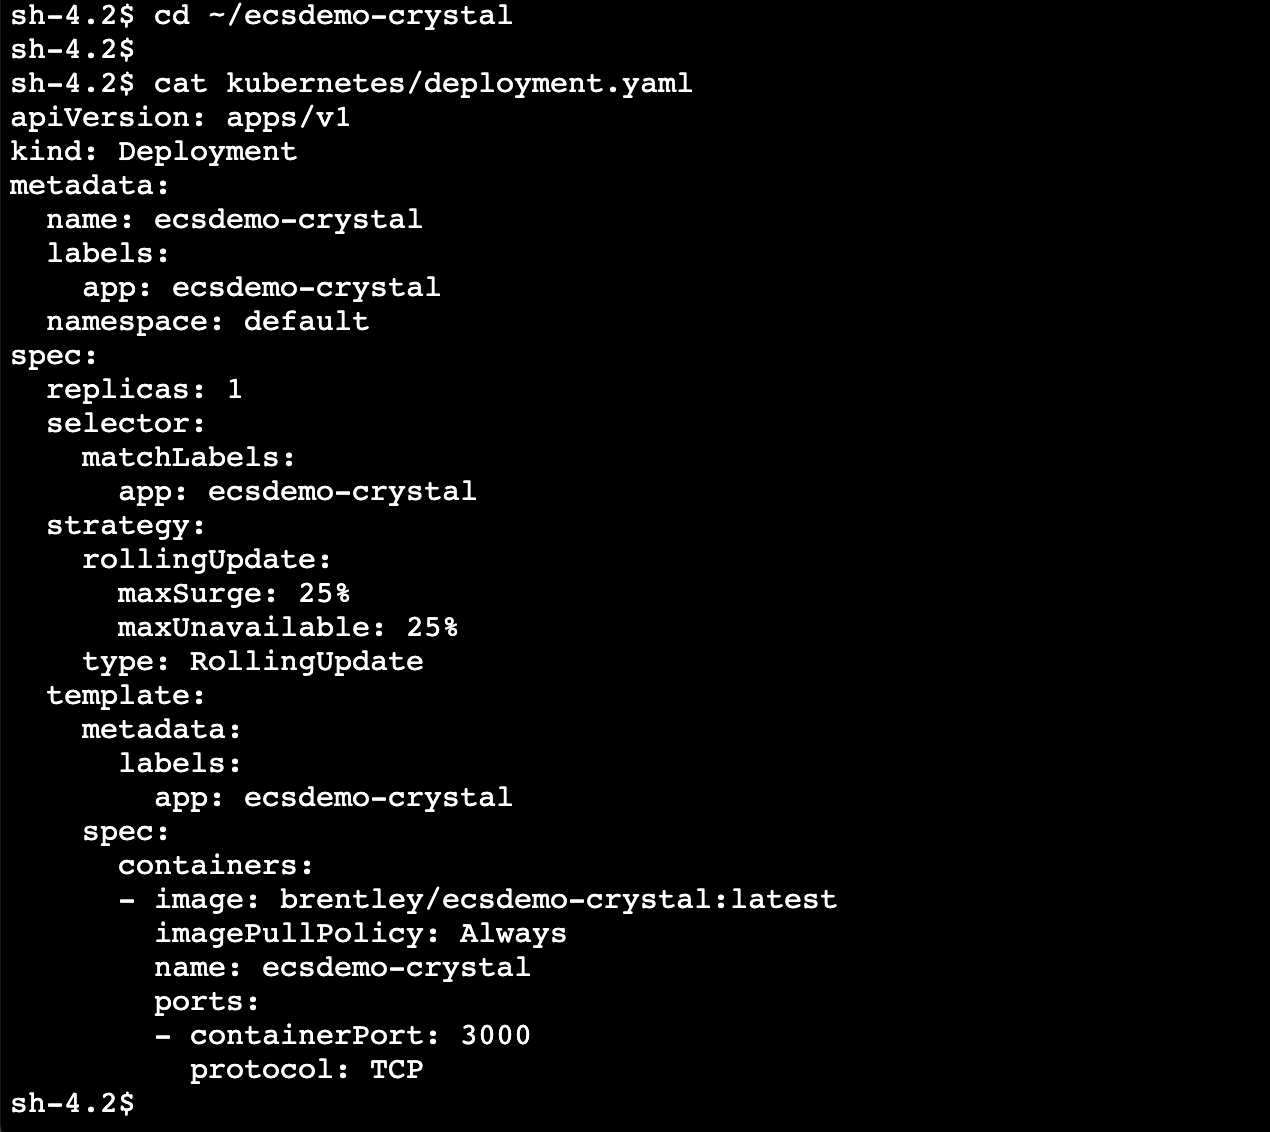 sh-4.2$ cd ~/ecsdemo-crystal
sh-4.2$
sh-4.2$ cat kubernetes/deployment.yaml
apiVersion: apps/v1
kind: Deployment
metadata:
  name: ecsdemo-crystal
  labels:
    app: ecsdemo-crystal
  namespace: default
spec:
  replicas: 1
  selector:
    matchLabels:
      app: ecsdemo-crystal
  strategy:
    rollingUpdate:
      maxSurge: 25%
      maxUnavailable: 25%
    type: RollingUpdate
  template:
    metadata:
      labels:
        app: ecsdemo-crystal
    spec:
      containers:
      - image: brentley/ecsdemo-crystal:latest
        imagePullPolicy: Always
        name: ecsdemo-crystal
        ports:
        - containerPort: 3000
          protocol: TCP
sh-4.2$